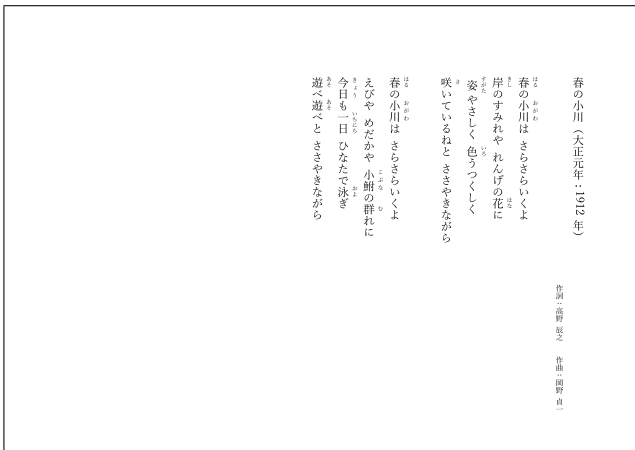 春の小川（大正元年：1912 年）
作詞：高野 辰之　作曲：岡野 貞一
春の小川は さらさらいくよ
岸のすみれや れんげの花に
姿やさしく 色うつくしく
咲いているねと ささやきながら
春の小川は さらさらいくよ
えびや めだかや 小鮒の群れに
今日も一日 ひなたで泳ぎ
遊べ遊べと ささやきながら